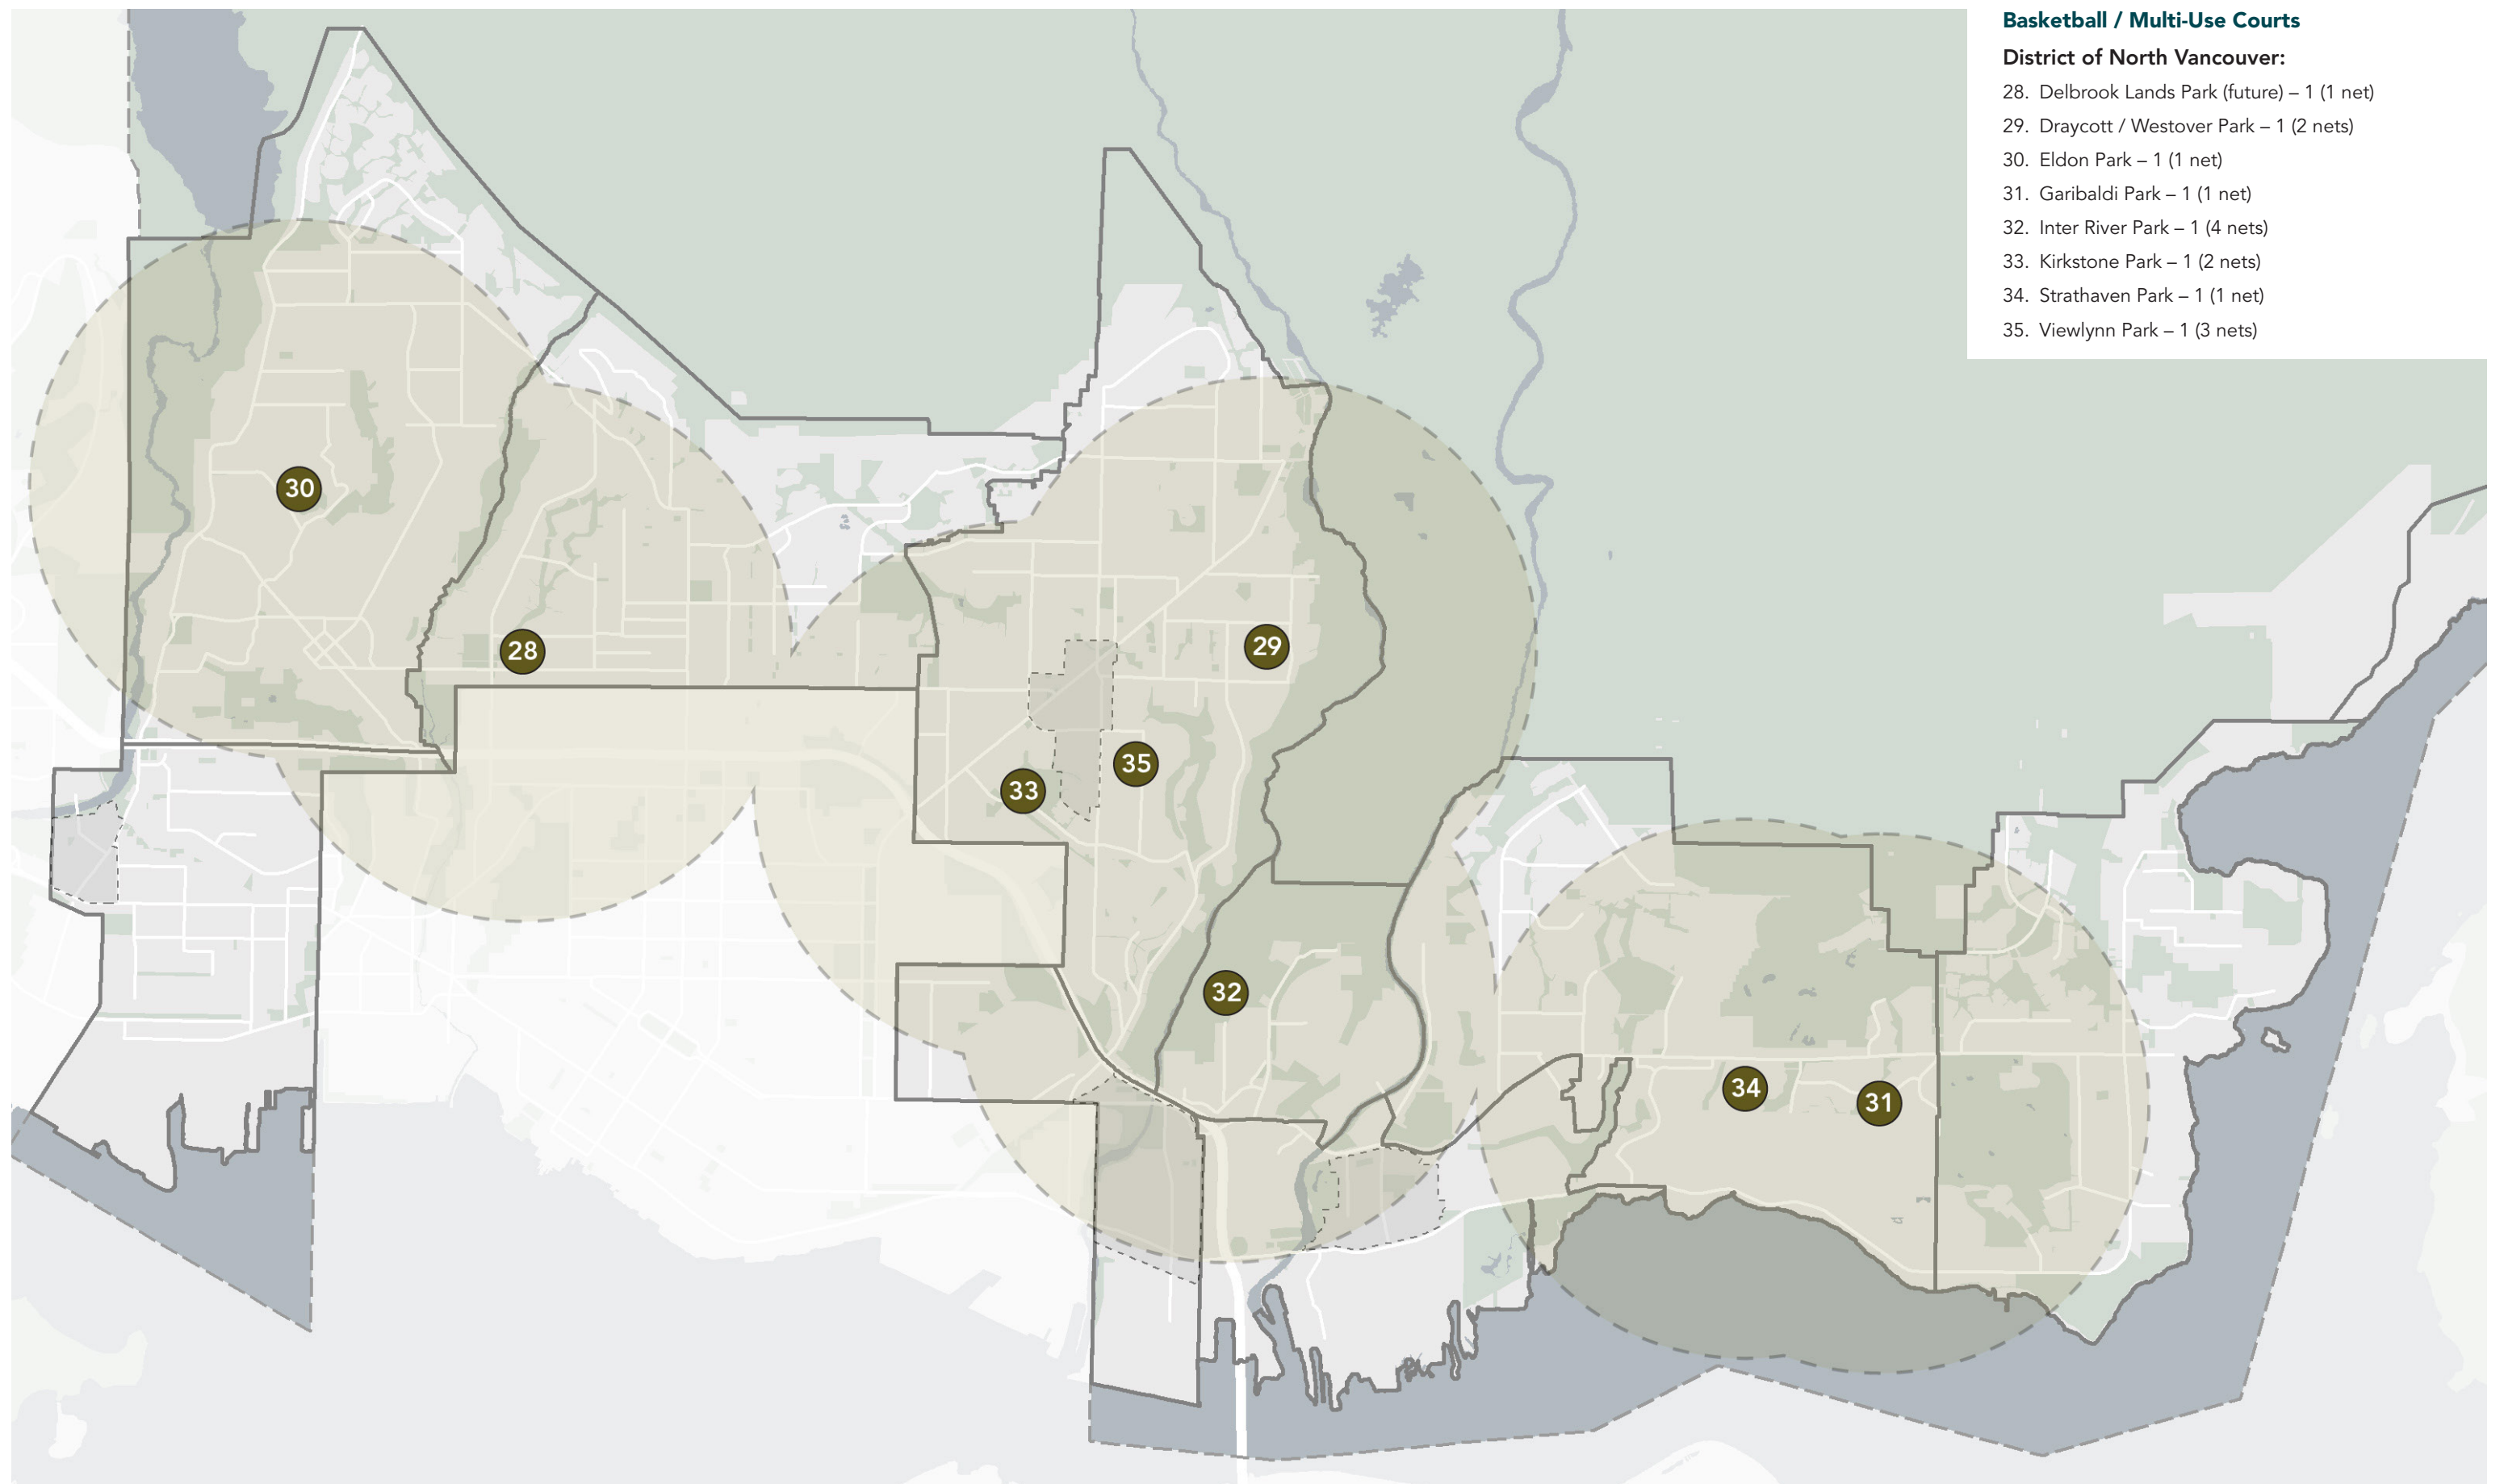 Basketball / Multi-Use Courts
District of North Vancouver:
28. Delbrook Lands Park (future) – 1 (1 net)
29. Draycott / Westover Park – 1 (2 nets)
30. Eldon Park – 1 (1 net)
31. Garibaldi Park – 1 (1 net)
32. Inter River Park – 1 (4 nets)
33. Kirkstone Park – 1 (2 nets)
34. Strathaven Park – 1 (1 net)
35. Viewlynn Park – 1 (3 nets)
30
28
29
35
33
32
34
31